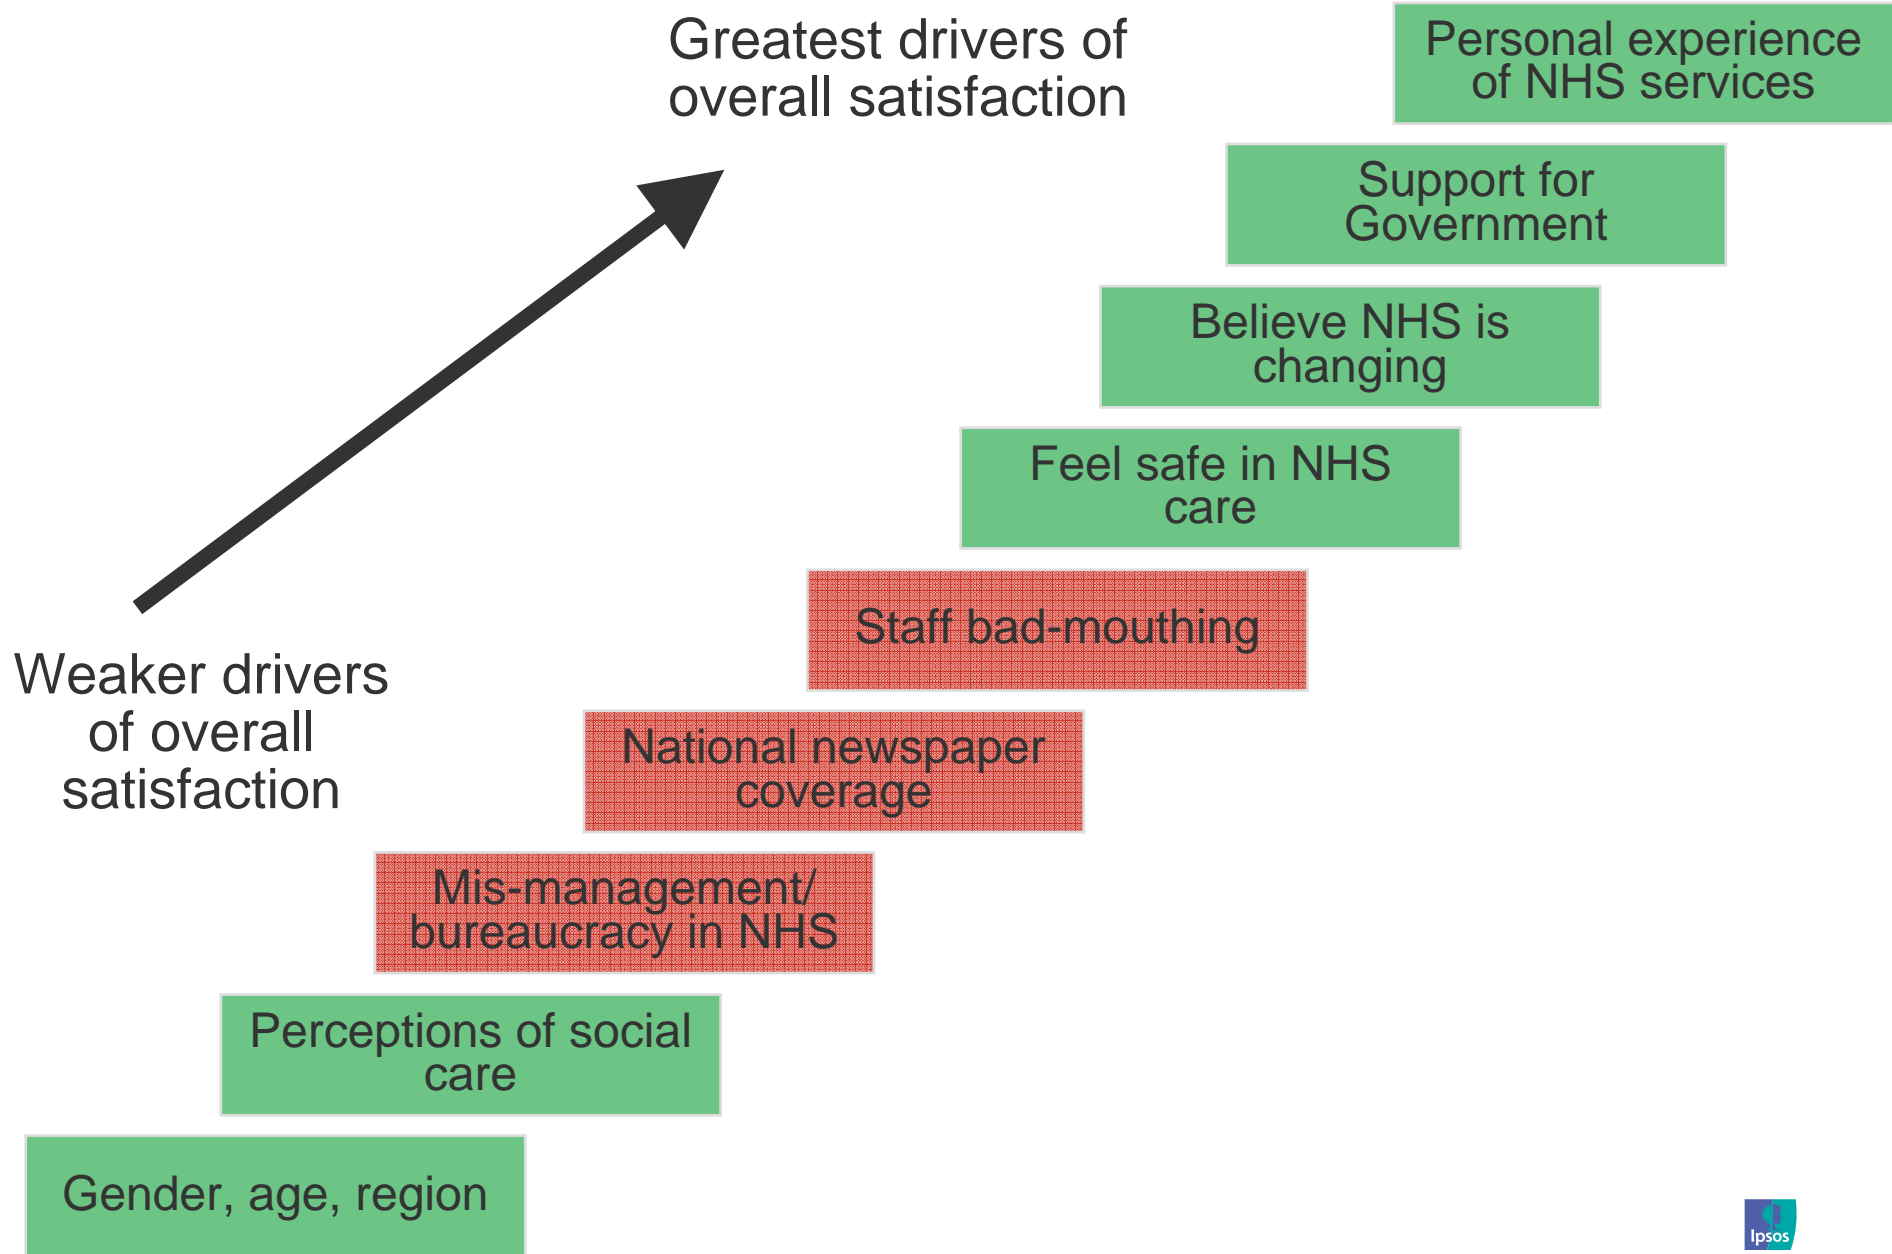 Greatest drivers of
overall satisfaction
Personal experience
of NHS services
Support for
Government
Believe NHS is
changing
Feel safe in NHS
care
Staff bad-mouthing
Weaker drivers
of overall
satisfaction
National newspaper
coverage
Mis-management/
bureaucracy in NHS
Perceptions of social
care
Gender, age, region
Ipsos